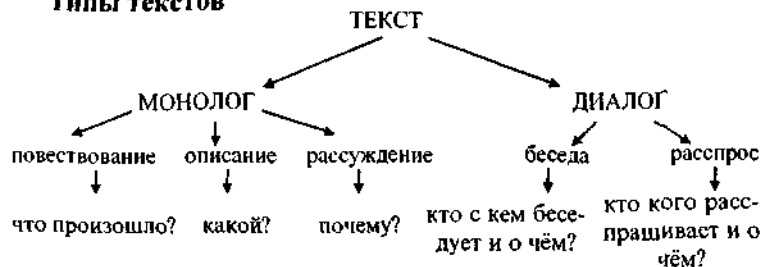 Типы текстов
ТЕКСТ
МОНОЛОГ ДИАЛОГ
повествование описание рассуждение беседа расспрос
что произошло? какой? почему? кто с кем бесе-
дует и о чём?
кто кого расс-
прашивает и о
чём?